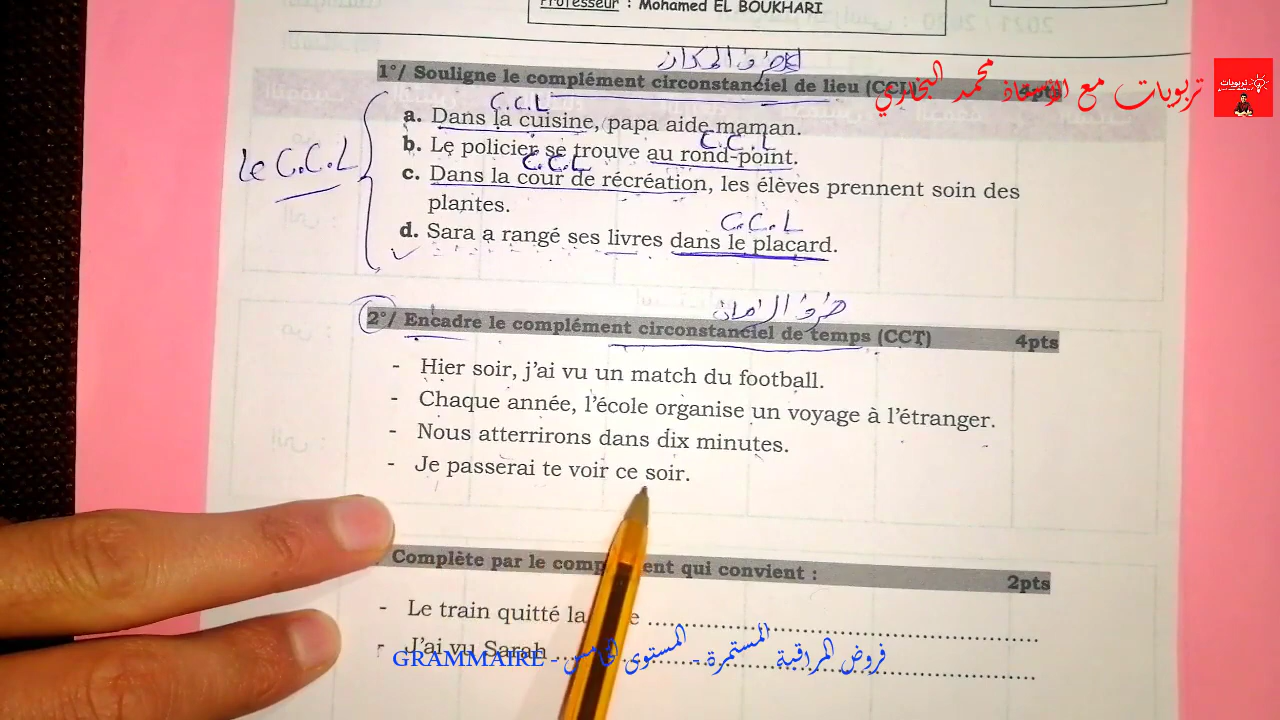 Professeur : Mohamed EL BOUKHARI
ظرف المكان
1°/ Souligne le complément circonstanciel de lieu (CCL) 4pts
تربويات مع الأستاذ محمد البخاري
C.C.L
a. Dans la cuisine, papa aide maman.
C.C.L
b. Le policier se trouve au rond-point.
le C.C.L
C.C.L
c. Dans la cour de récréation, les élèves prennent soin des
plantes.
C.C.L
d. Sara a rangé ses livres dans le placard.
ظرف الزمان
2°/ Encadre le complément circonstanciel de temps (CCT) 4pts
- Hier soir, j'ai vu un match du football.
- Chaque année, l'école organise un voyage à l'étranger.
- Nous atterrirons dans dix minutes.
- Je passerai te voir ce soir.
Complète par le ent qui convient : 2pts
- Le train quitté la
- J'ai vu Sarah
فروض المراقبة المستمرة - المستوى الخامس - GRAMMAIRE